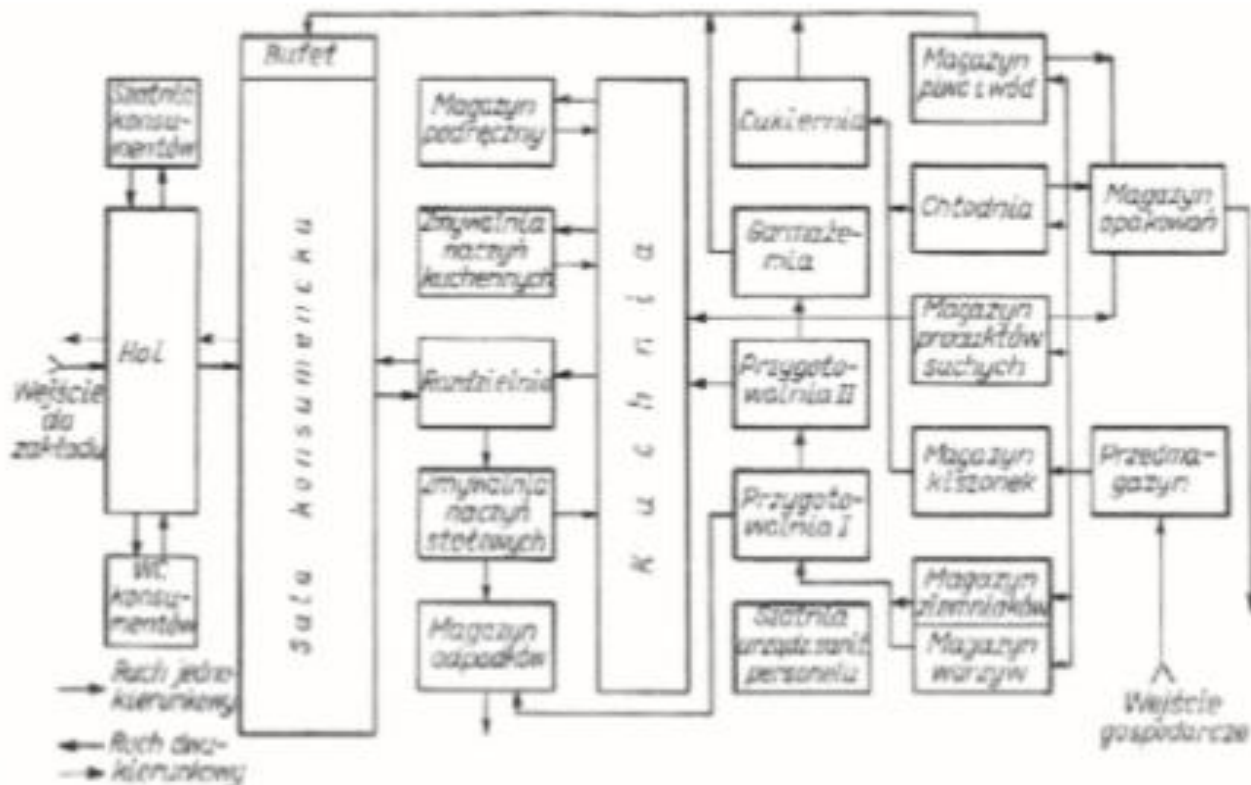 Bufet
Szatnia
konsu-
mentów
Hol
Wejście
do
zakładu
WC
konsu-
mentów
Ruch jedno-
kierunkowy
Ruch dwu-
kierunkowy
Sala konsumencka
Magazyn
podręczny
Zmywalnia
naczyń
kuchennych
Rozdzielnia
Zmywalnia
naczyń
stołowych
Magazyn
odpadków
Kuchnia
Cukiernia
Garmaże-
rnia
Przygoto-
walnia II
Przygoto-
walnia I
Szatnia
urządz. sanit.
personelu
Magazyn
piwa i wód
Chłodnia
Magazyn
produktów
suchych
Magazyn
kiszonek
Magazyn
ziemniaków
Magazyn
warzyw
Magazyn
opakowań
Przedma-
gazyn
Wejście
gospodarcze